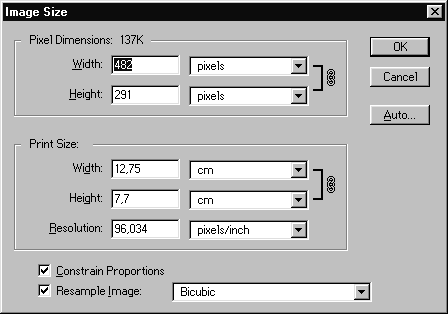 Image Size
Pixel Dimensions: 137K
Width: 482 pixels
Height: 291 pixels
OK
Cancel
Auto...
Print Size:
Width: 12,75 cm
Height: 7,7 cm
Resolution: 96,034 pixels/inch
Constrain Proportions
Resample Image: Bicubic